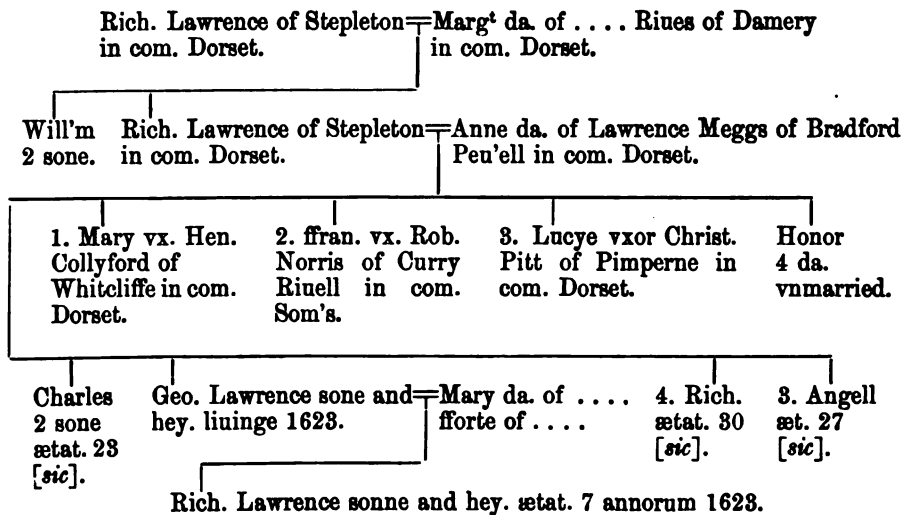 Rich. Lawrence of Stepleton=Margᵗ da. of .... Riues of Damery
in com. Dorset. in com. Dorset.
Will'm
2 sone.
Rich. Lawrence of Stepleton=Anne da. of Lawrence Meggs of Bradford
in com. Dorset. Peu'ell in com. Dorset.
1. Mary vx. Hen.
Collyford of
Whitcliffe in com.
Dorset.
2. ffran. vx. Rob.
Norris of Curry
Riuell in com.
Som's.
3. Lucye vxor Christ.
Pitt of Pimperne in
com. Dorset.
Honor
4 da.
vnmarried.
Charles
2 sone
ætat. 23
[sic].
Geo. Lawrence sone and=Mary da. of ....
hey. liuinge 1623. fforte of ....
4. Rich.
ætat. 30
[sic].
3. Angell
æt. 27
[sic].
Rich. Lawrence sonne and hey. ætat. 7 annorum 1623.